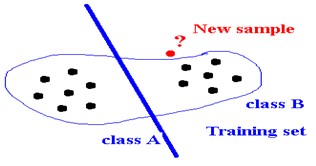 New sample
?
class B
class A
Training set